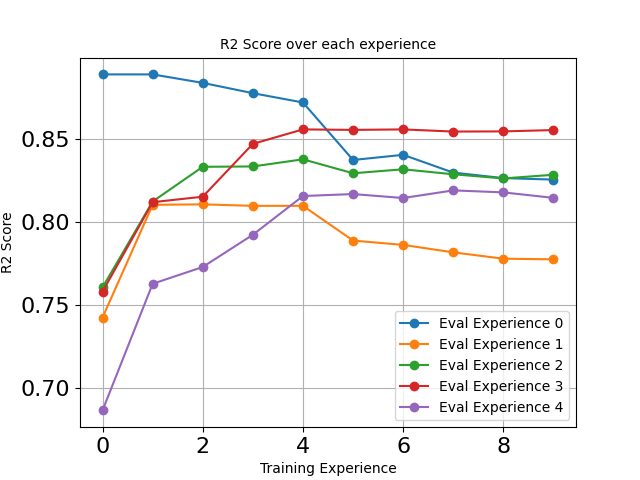 R2 Score over each experience
R2 Score
0.85
0.80
0.75
0.70
0 2 4 6 8
Training Experience
Eval Experience 0
Eval Experience 1
Eval Experience 2
Eval Experience 3
Eval Experience 4